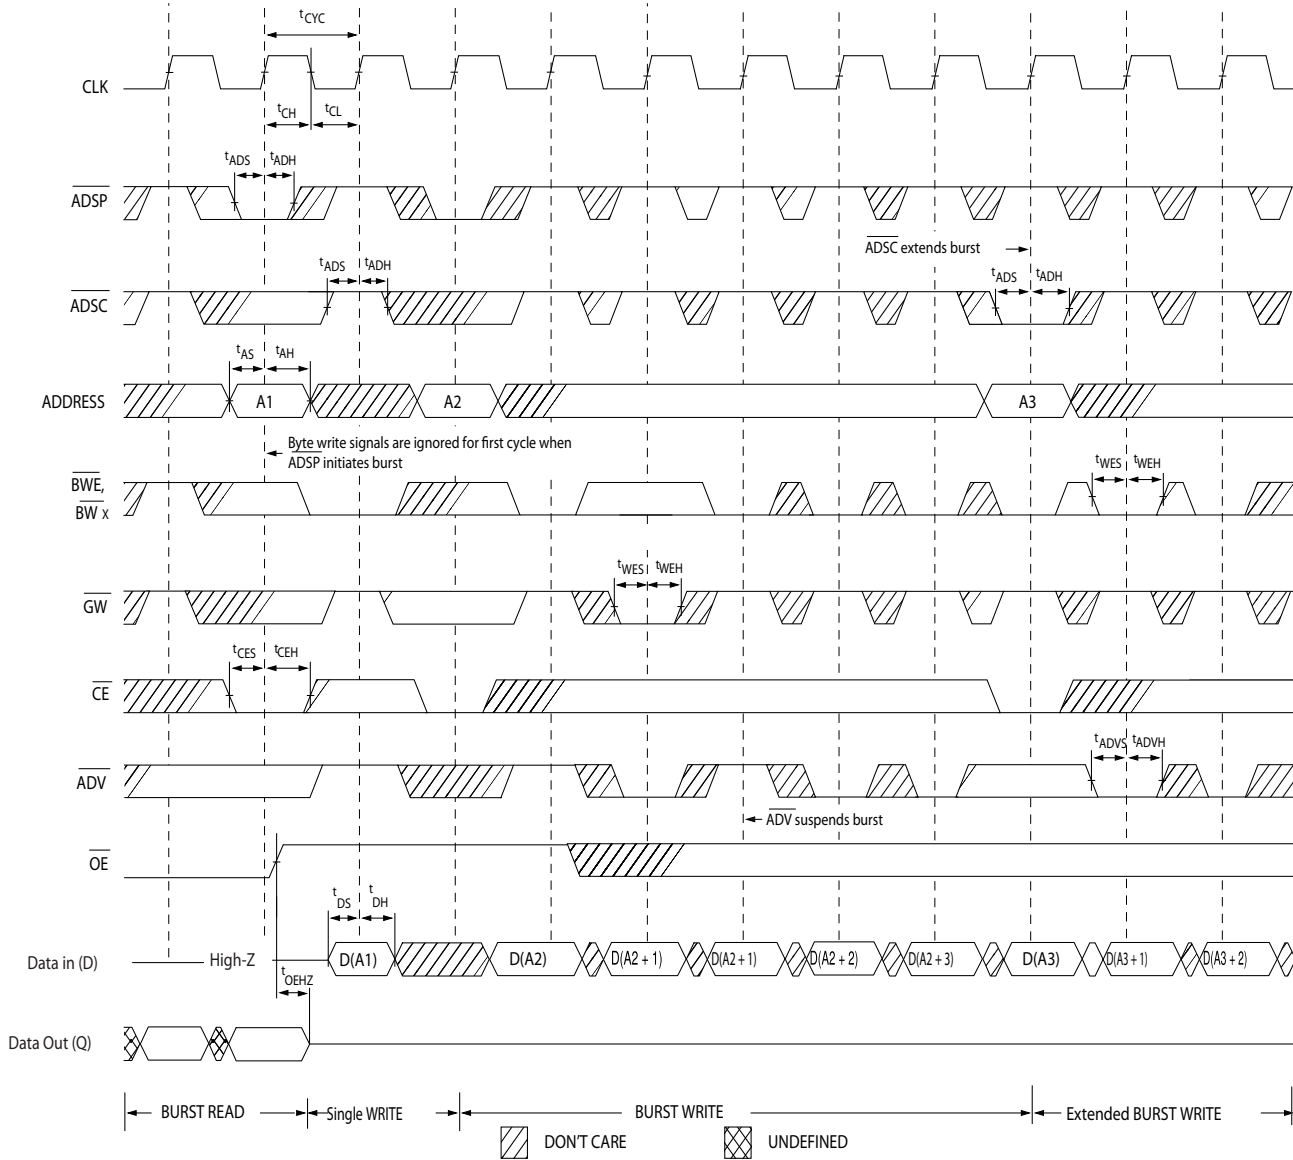 tCYC
CLK
tCH
tCL
tADS
tADH
ADSP
ADSC extends burst
tADS
tADH
tADS
tADH
ADSC
tAS
tAH
ADDRESS
A1
A2
A3
Byte write signals are ignored for first cycle when
ADSP initiates burst
tWES
tWEH
BWE,
BW X
tWES
tWEH
GW
tCES
tCEH
CE
tADVS
tADVH
ADV
ADV suspends burst
OE
tDS
tDH
Data in (D)
High-Z
D(A1)
D(A2)
D(A2 + 1)
D(A2 + 1)
D(A2 + 2)
D(A2 + 3)
D(A3)
D(A3 + 1)
D(A3 + 2)
tOEHZ
Data Out (Q)
BURST READ
Single WRITE
BURST WRITE
Extended BURST WRITE
DON'T CARE
UNDEFINED